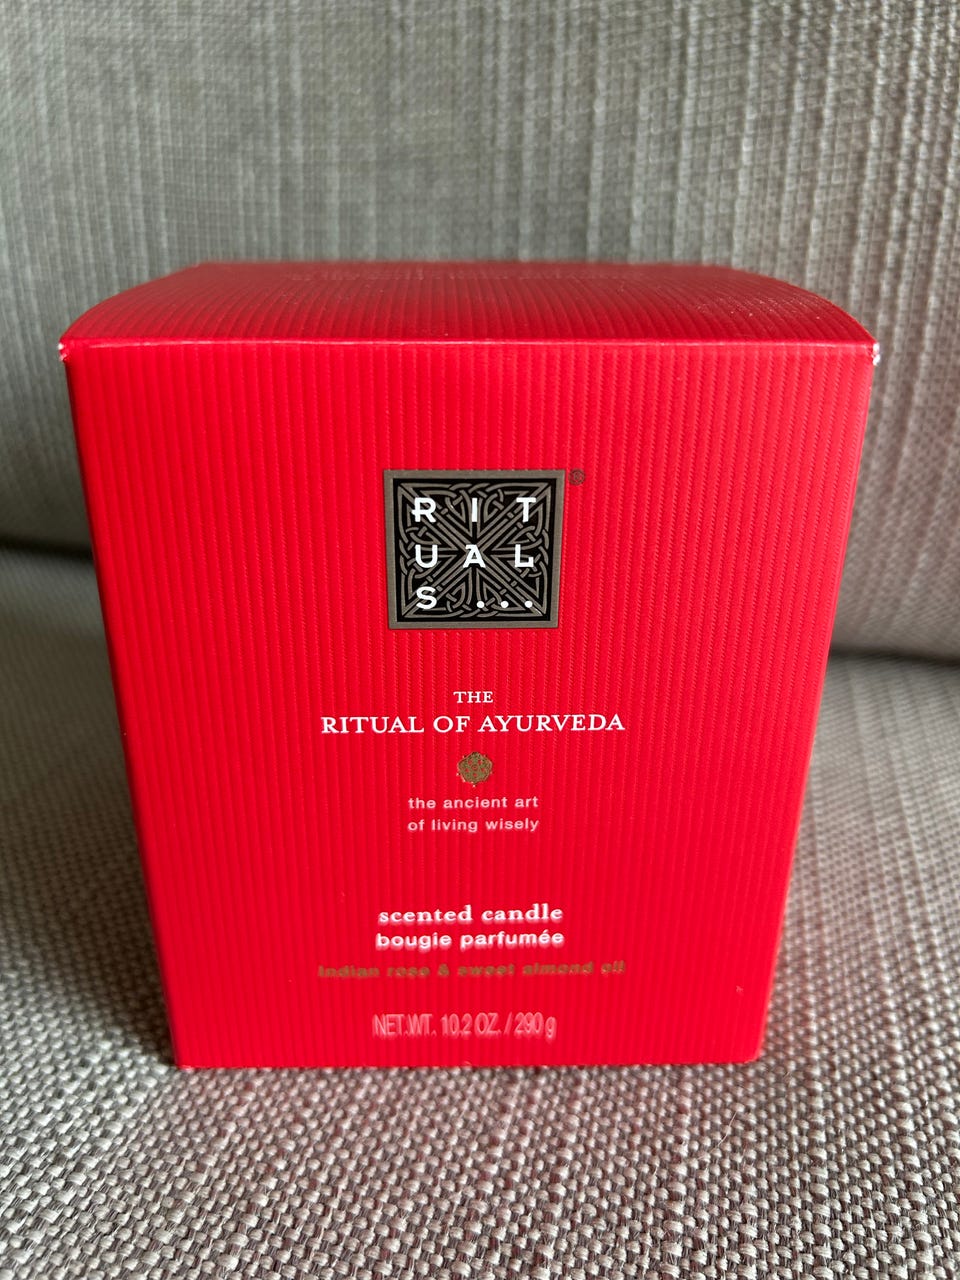 RIT
UAL
S...
®
THE
RITUAL OF AYURVEDA
the ancient art
of living wisely
scented candle
bougie parfumée
Indian rose & sweet almond oil
NET.WT. 10.2 OZ. / 290 g